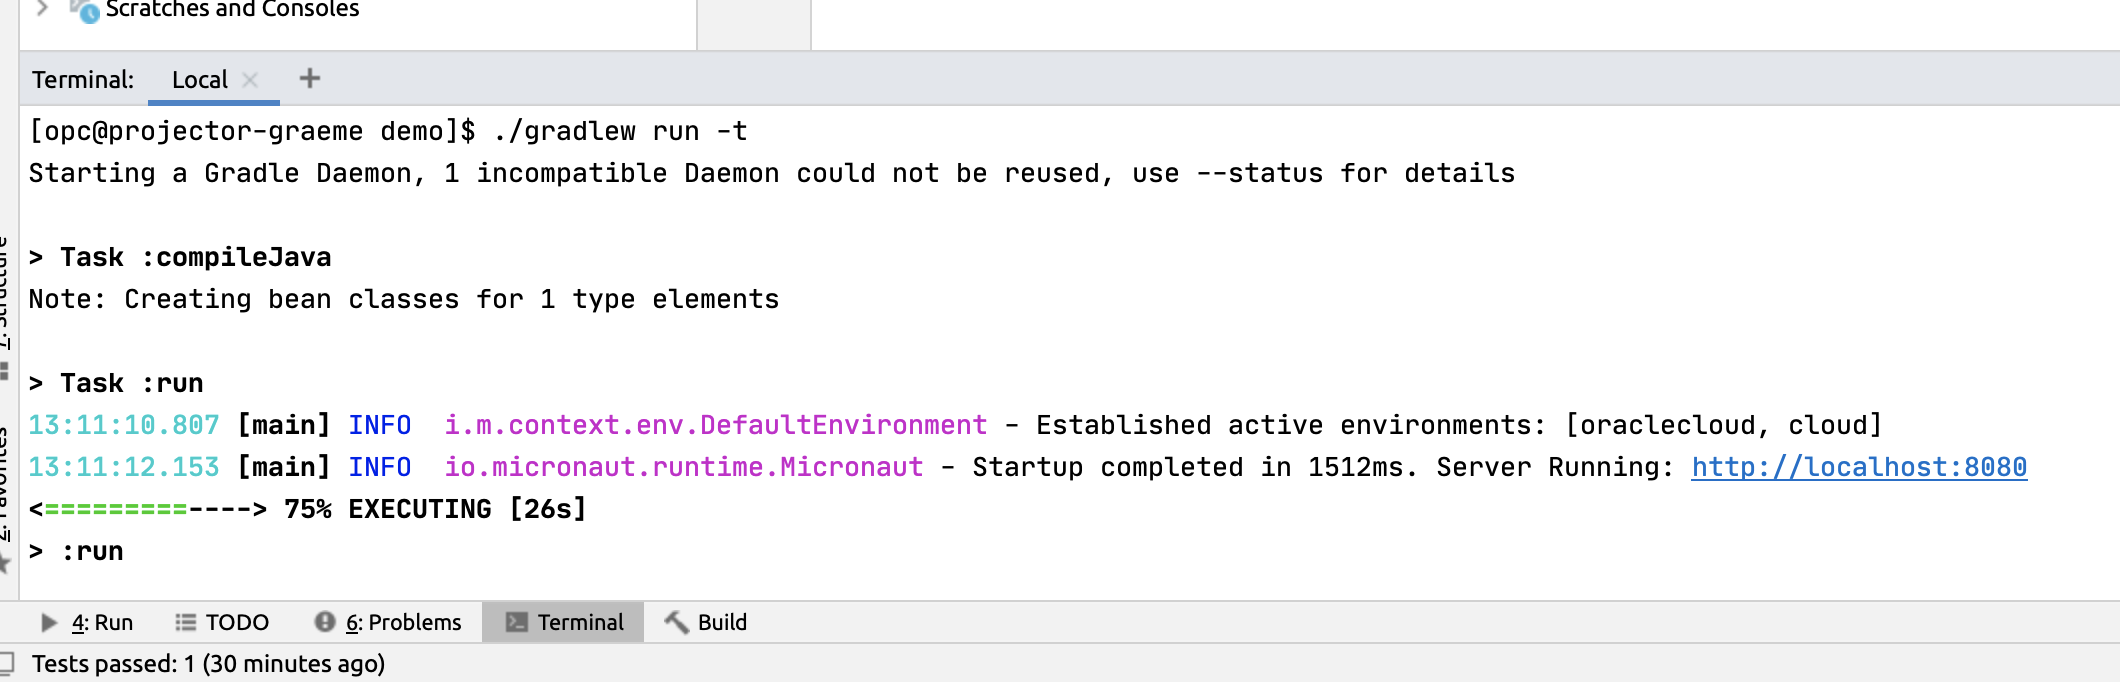 Scratches and Consoles
Terminal: Local +
[opc@projector-graeme demo]$ ./gradlew run -t
Starting a Gradle Daemon, 1 incompatible Daemon could not be reused, use --status for details
> Task :compileJava
Note: Creating bean classes for 1 type elements
> Task :run
13:11:10.807 [main] INFO  i.m.context.env.DefaultEnvironment - Established active environments: [oraclecloud, cloud]
13:11:12.153 [main] INFO  io.micronaut.runtime.Micronaut - Startup completed in 1512ms. Server Running: http://localhost:8080
<=========----> 75% EXECUTING [26s]
> :run
7: Structure
2: Favorites
4: Run TODO 6: Problems Terminal Build
Tests passed: 1 (30 minutes ago)